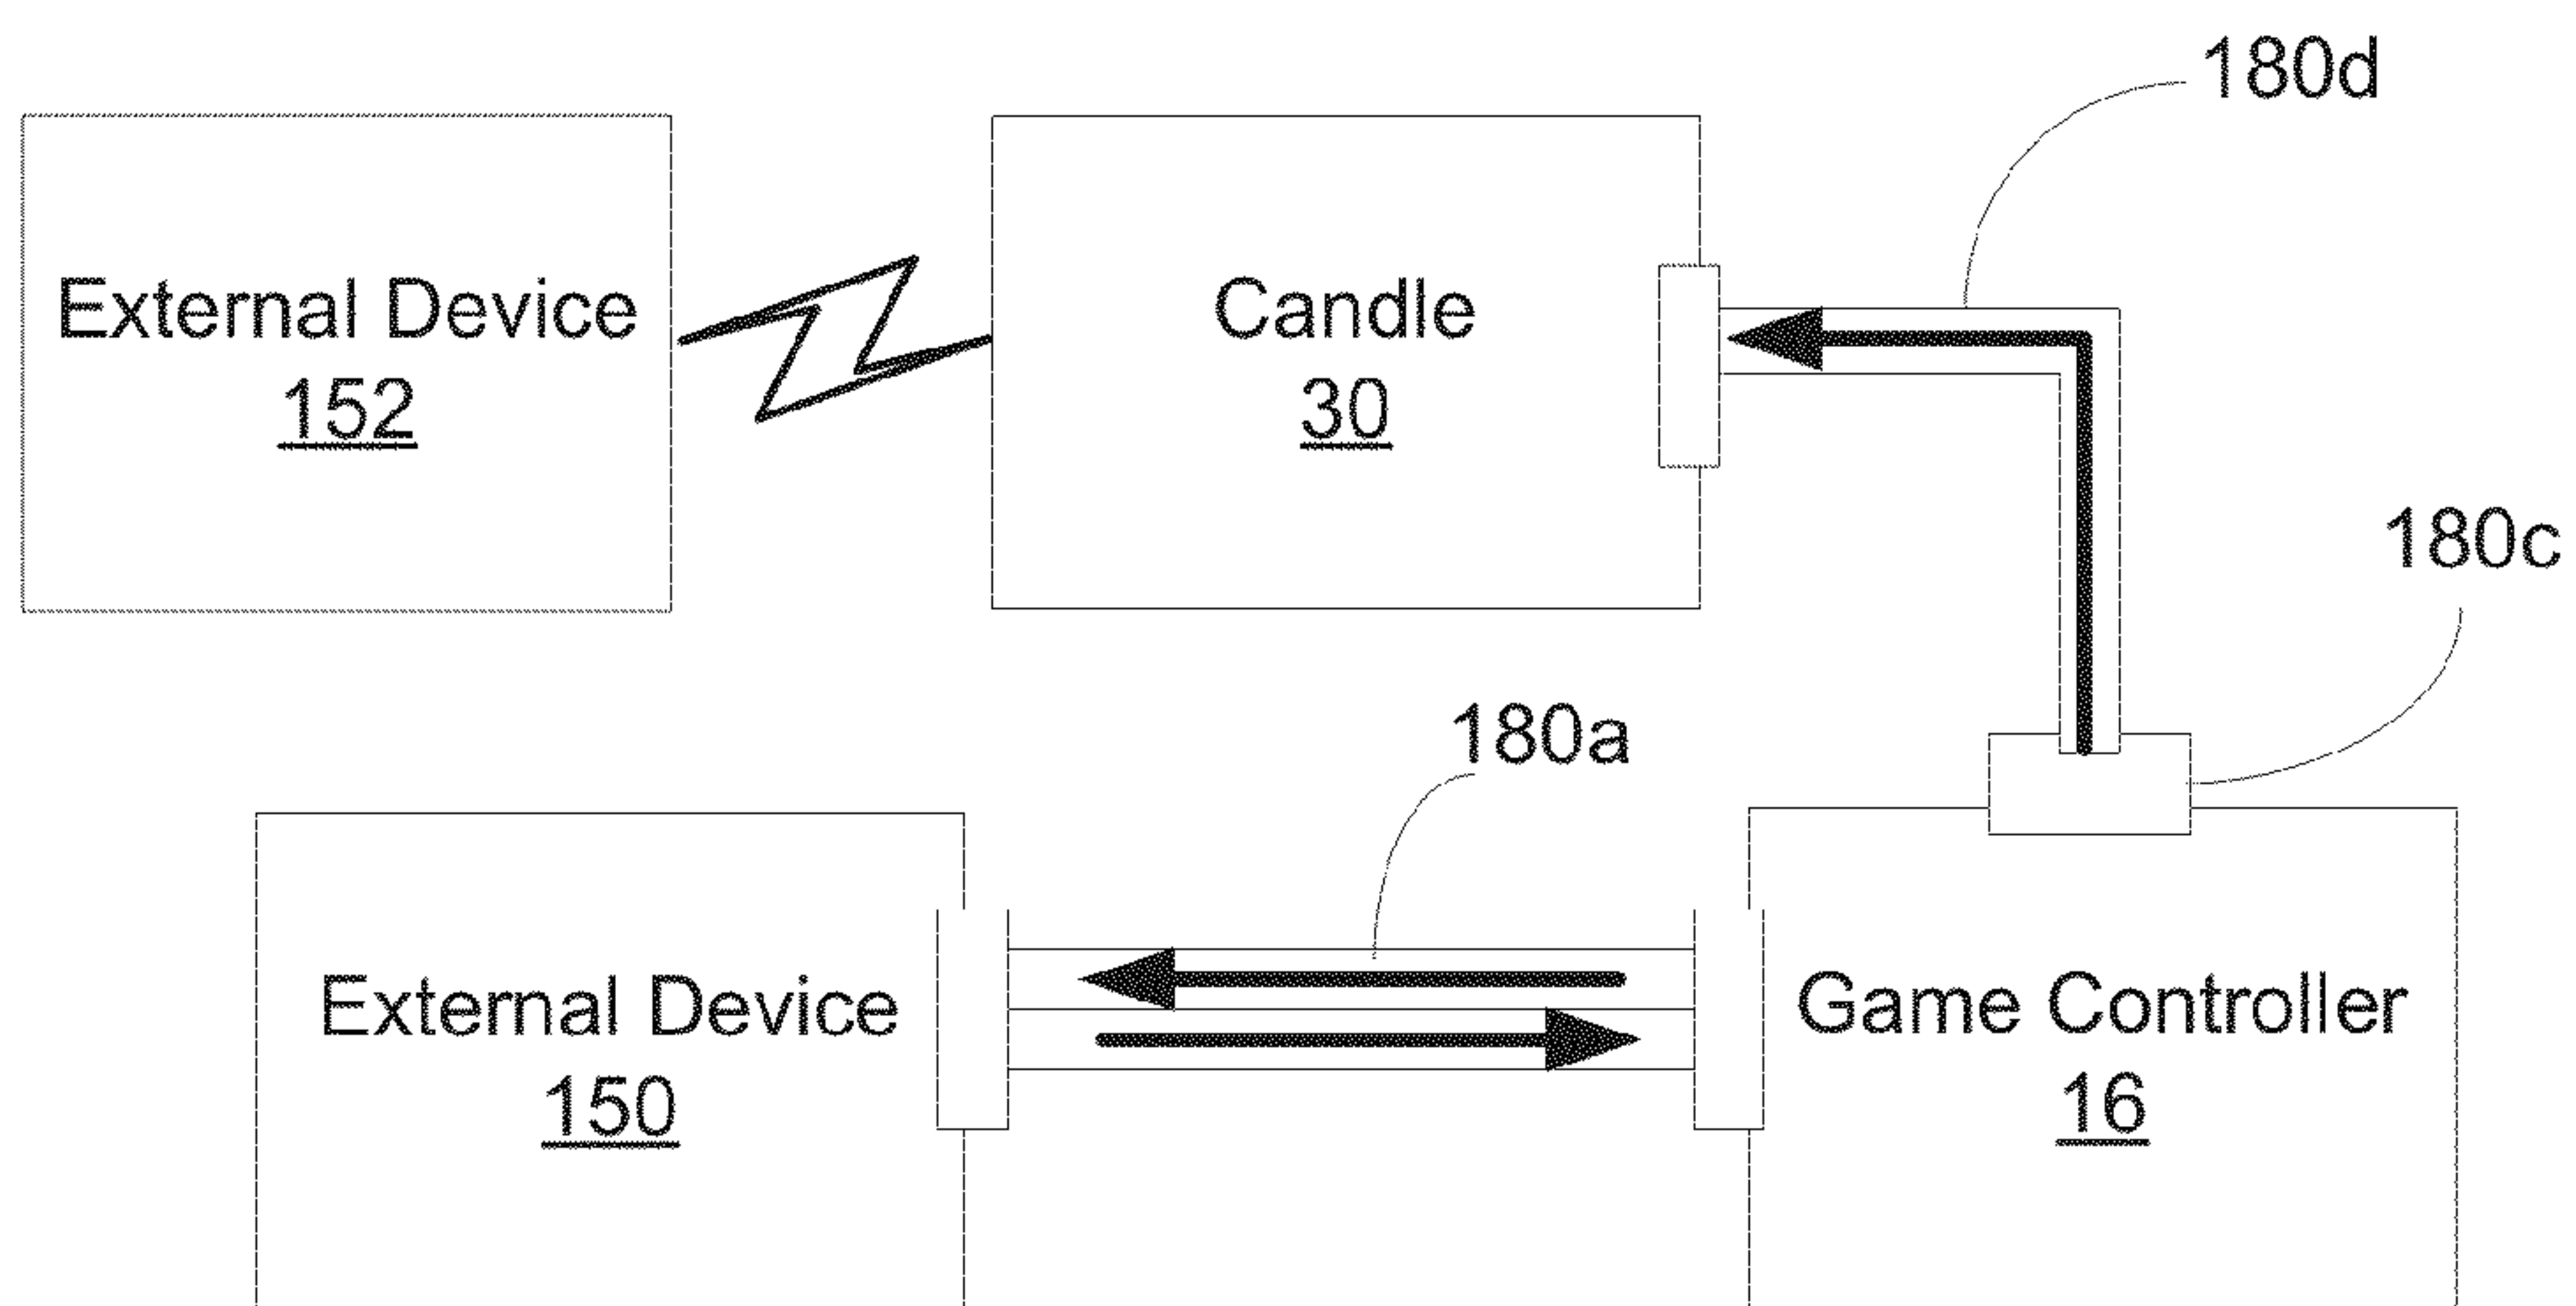 180d
External Device
152
Candle
30
180c
180a
External Device
150
Game Controller
16